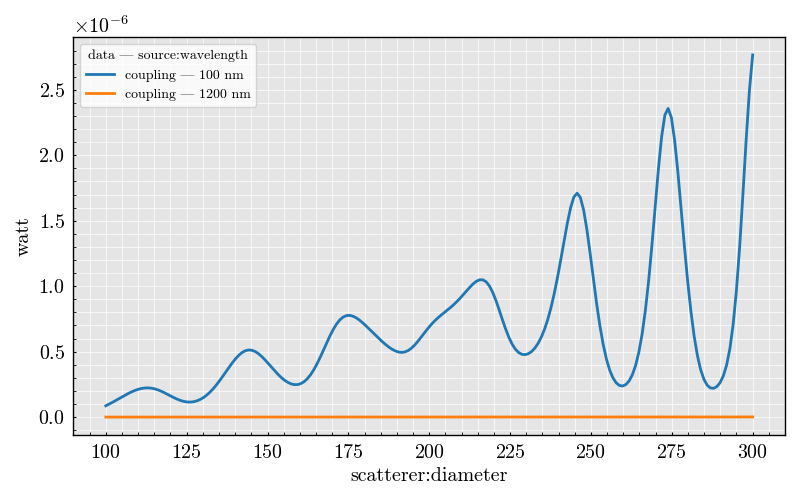 ×10⁻⁶
data — source:wavelength
coupling — 100 nm
coupling — 1200 nm
2.5
2.0
1.5
1.0
0.5
0.0
watt
100 125 150 175 200 225 250 275 300
scatterer:diameter